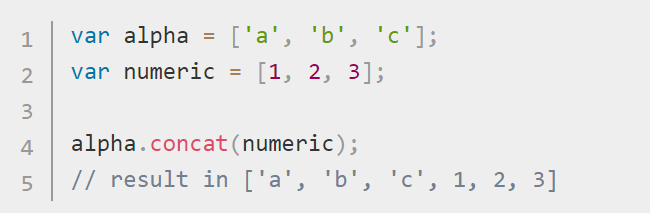 1 var alpha = ['a', 'b', 'c'];
2 var numeric = [1, 2, 3];
3
4 alpha.concat(numeric);
5 // result in ['a', 'b', 'c', 1, 2, 3]